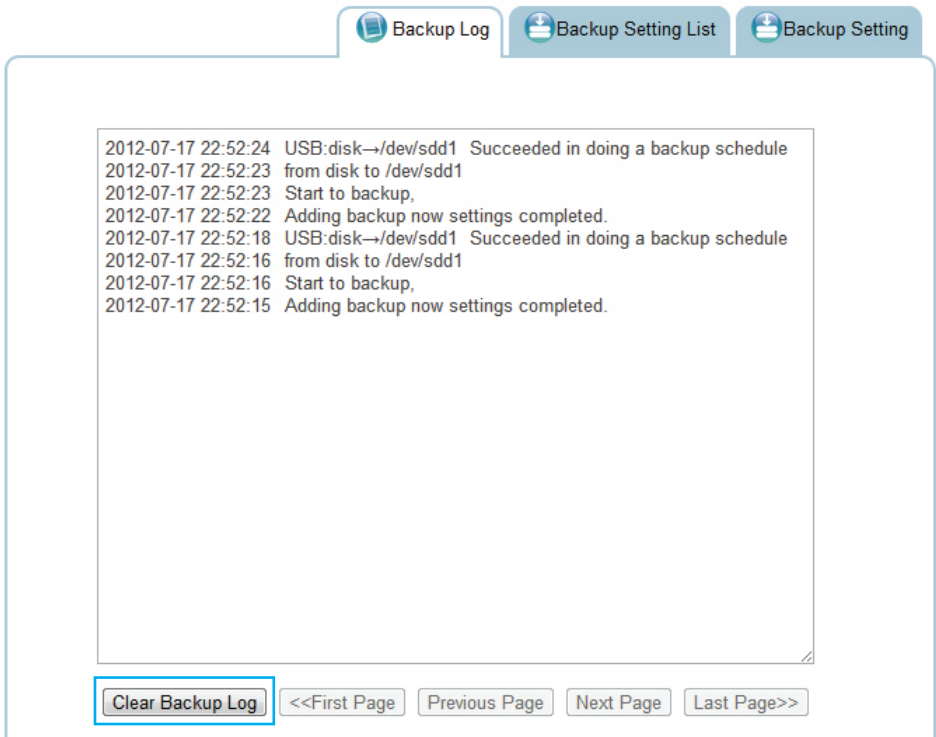 Backup Log Backup Setting List Backup Setting
2012-07-17 22:52:24 USB:disk→/dev/sdd1 Succeeded in doing a backup schedule
2012-07-17 22:52:23 from disk to /dev/sdd1
2012-07-17 22:52:23 Start to backup,
2012-07-17 22:52:22 Adding backup now settings completed.
2012-07-17 22:52:18 USB:disk→/dev/sdd1 Succeeded in doing a backup schedule
2012-07-17 22:52:16 from disk to /dev/sdd1
2012-07-17 22:52:16 Start to backup,
2012-07-17 22:52:15 Adding backup now settings completed.
Clear Backup Log <<First Page Previous Page Next Page Last Page>>